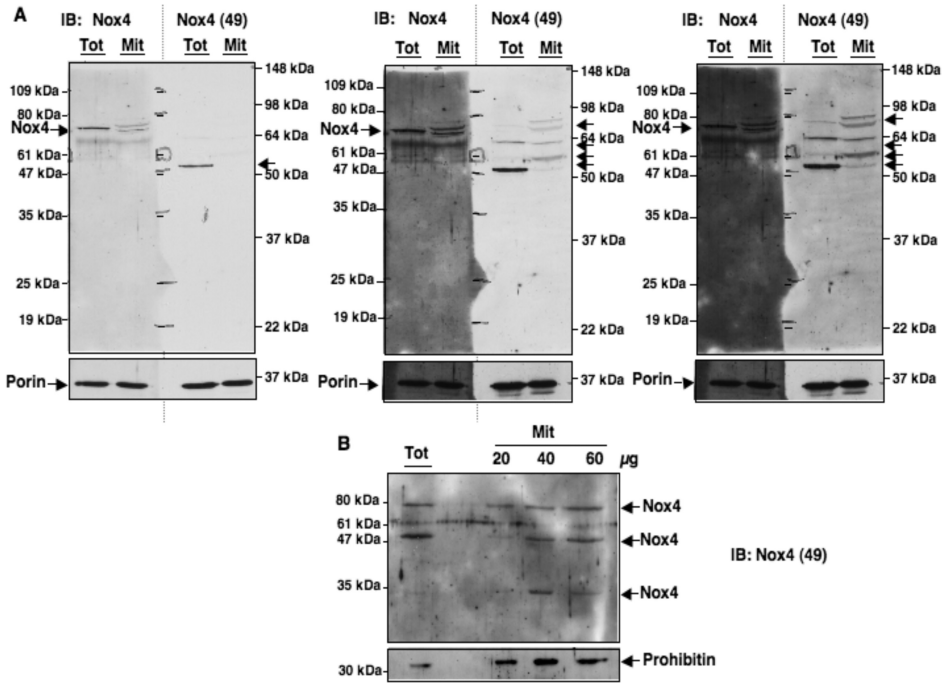 A
IB: Nox4 Nox4 (49)
Tot Mit Tot Mit
109 kDa
80 kDa
Nox4
61 kDa
47 kDa
35 kDa
25 kDa
19 kDa
148 kDa
98 kDa
64 kDa
50 kDa
37 kDa
22 kDa
Porin
37 kDa
IB: Nox4 Nox4 (49)
Tot Mit Tot Mit
109 kDa
80 kDa
Nox4
61 kDa
47 kDa
35 kDa
25 kDa
19 kDa
148 kDa
98 kDa
64 kDa
50 kDa
37 kDa
22 kDa
Porin
37 kDa
IB: Nox4 Nox4 (49)
Tot Mit Tot Mit
109 kDa
80 kDa
Nox4
61 kDa
47 kDa
35 kDa
25 kDa
19 kDa
148 kDa
98 kDa
64 kDa
50 kDa
37 kDa
22 kDa
Porin
37 kDa
B
Mit
Tot 20 40 60 µg
80 kDa
61 kDa
47 kDa
35 kDa
Nox4
Nox4
Nox4
IB: Nox4 (49)
30 kDa
Prohibitin